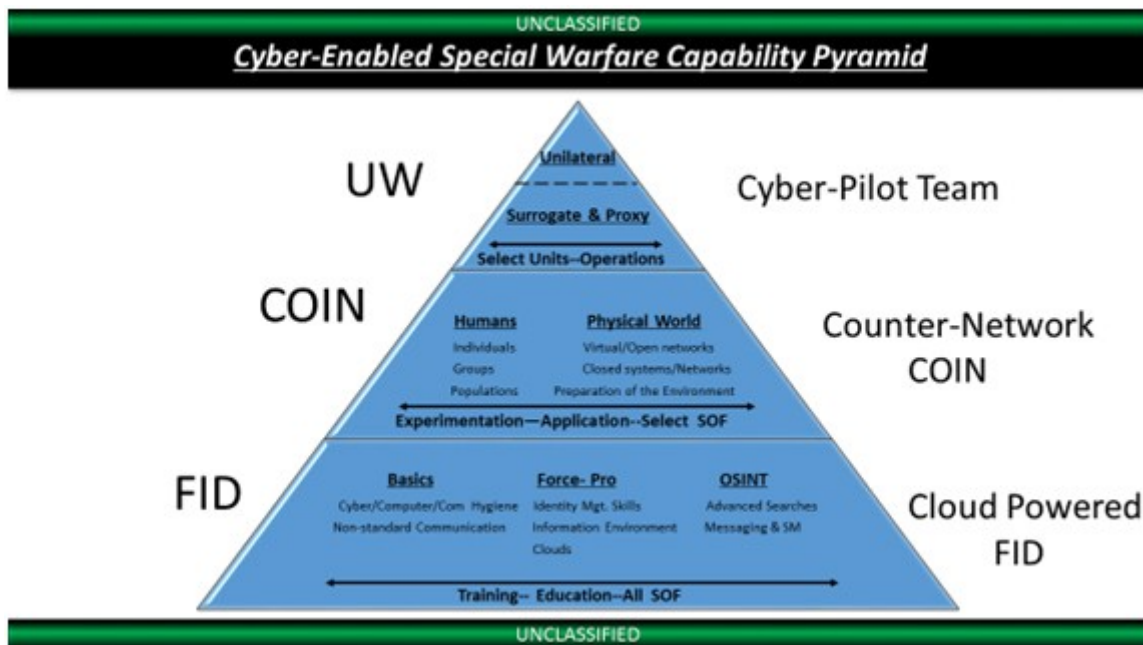 UNCLASSIFIED
Cyber-Enabled Special Warfare Capability Pyramid
UW
Unilateral
Surrogate & Proxy
Select Units--Operations
Cyber-Pilot Team
COIN
Humans
Individuals
Groups
Populations
Physical World
Virtual/Open networks
Closed systems/Networks
Preparation of the Environment
Experimentation—Application--Select SOF
Counter-Network
COIN
FID
Basics
Cyber/Computer/Com Hygiene
Non-standard Communication
Force- Pro
Identity Mgt. Skills
Information Environment
Clouds
OSINT
Advanced Searches
Messaging & SM
Training-- Education--All SOF
Cloud Powered
FID
UNCLASSIFIED